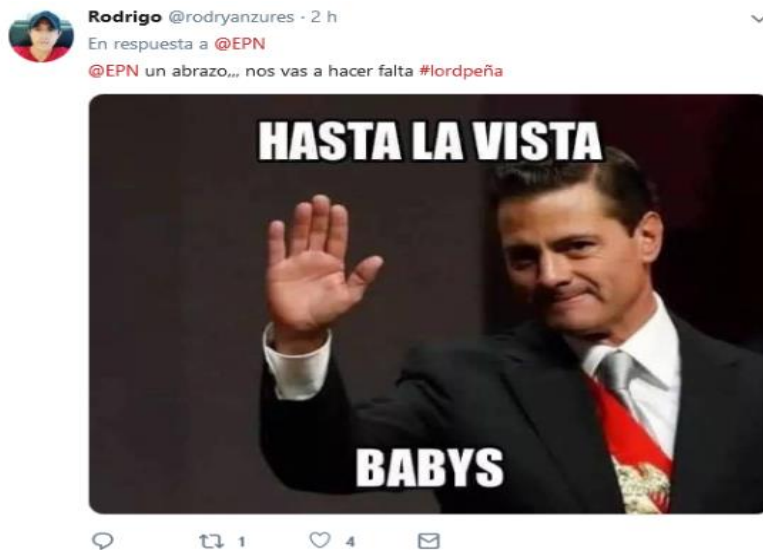 Rodrigo @rodryanzures · 2 h
En respuesta a @EPN
@EPN un abrazo,,, nos vas a hacer falta #lordpeña
HASTA LA VISTA
BABYS
1 4